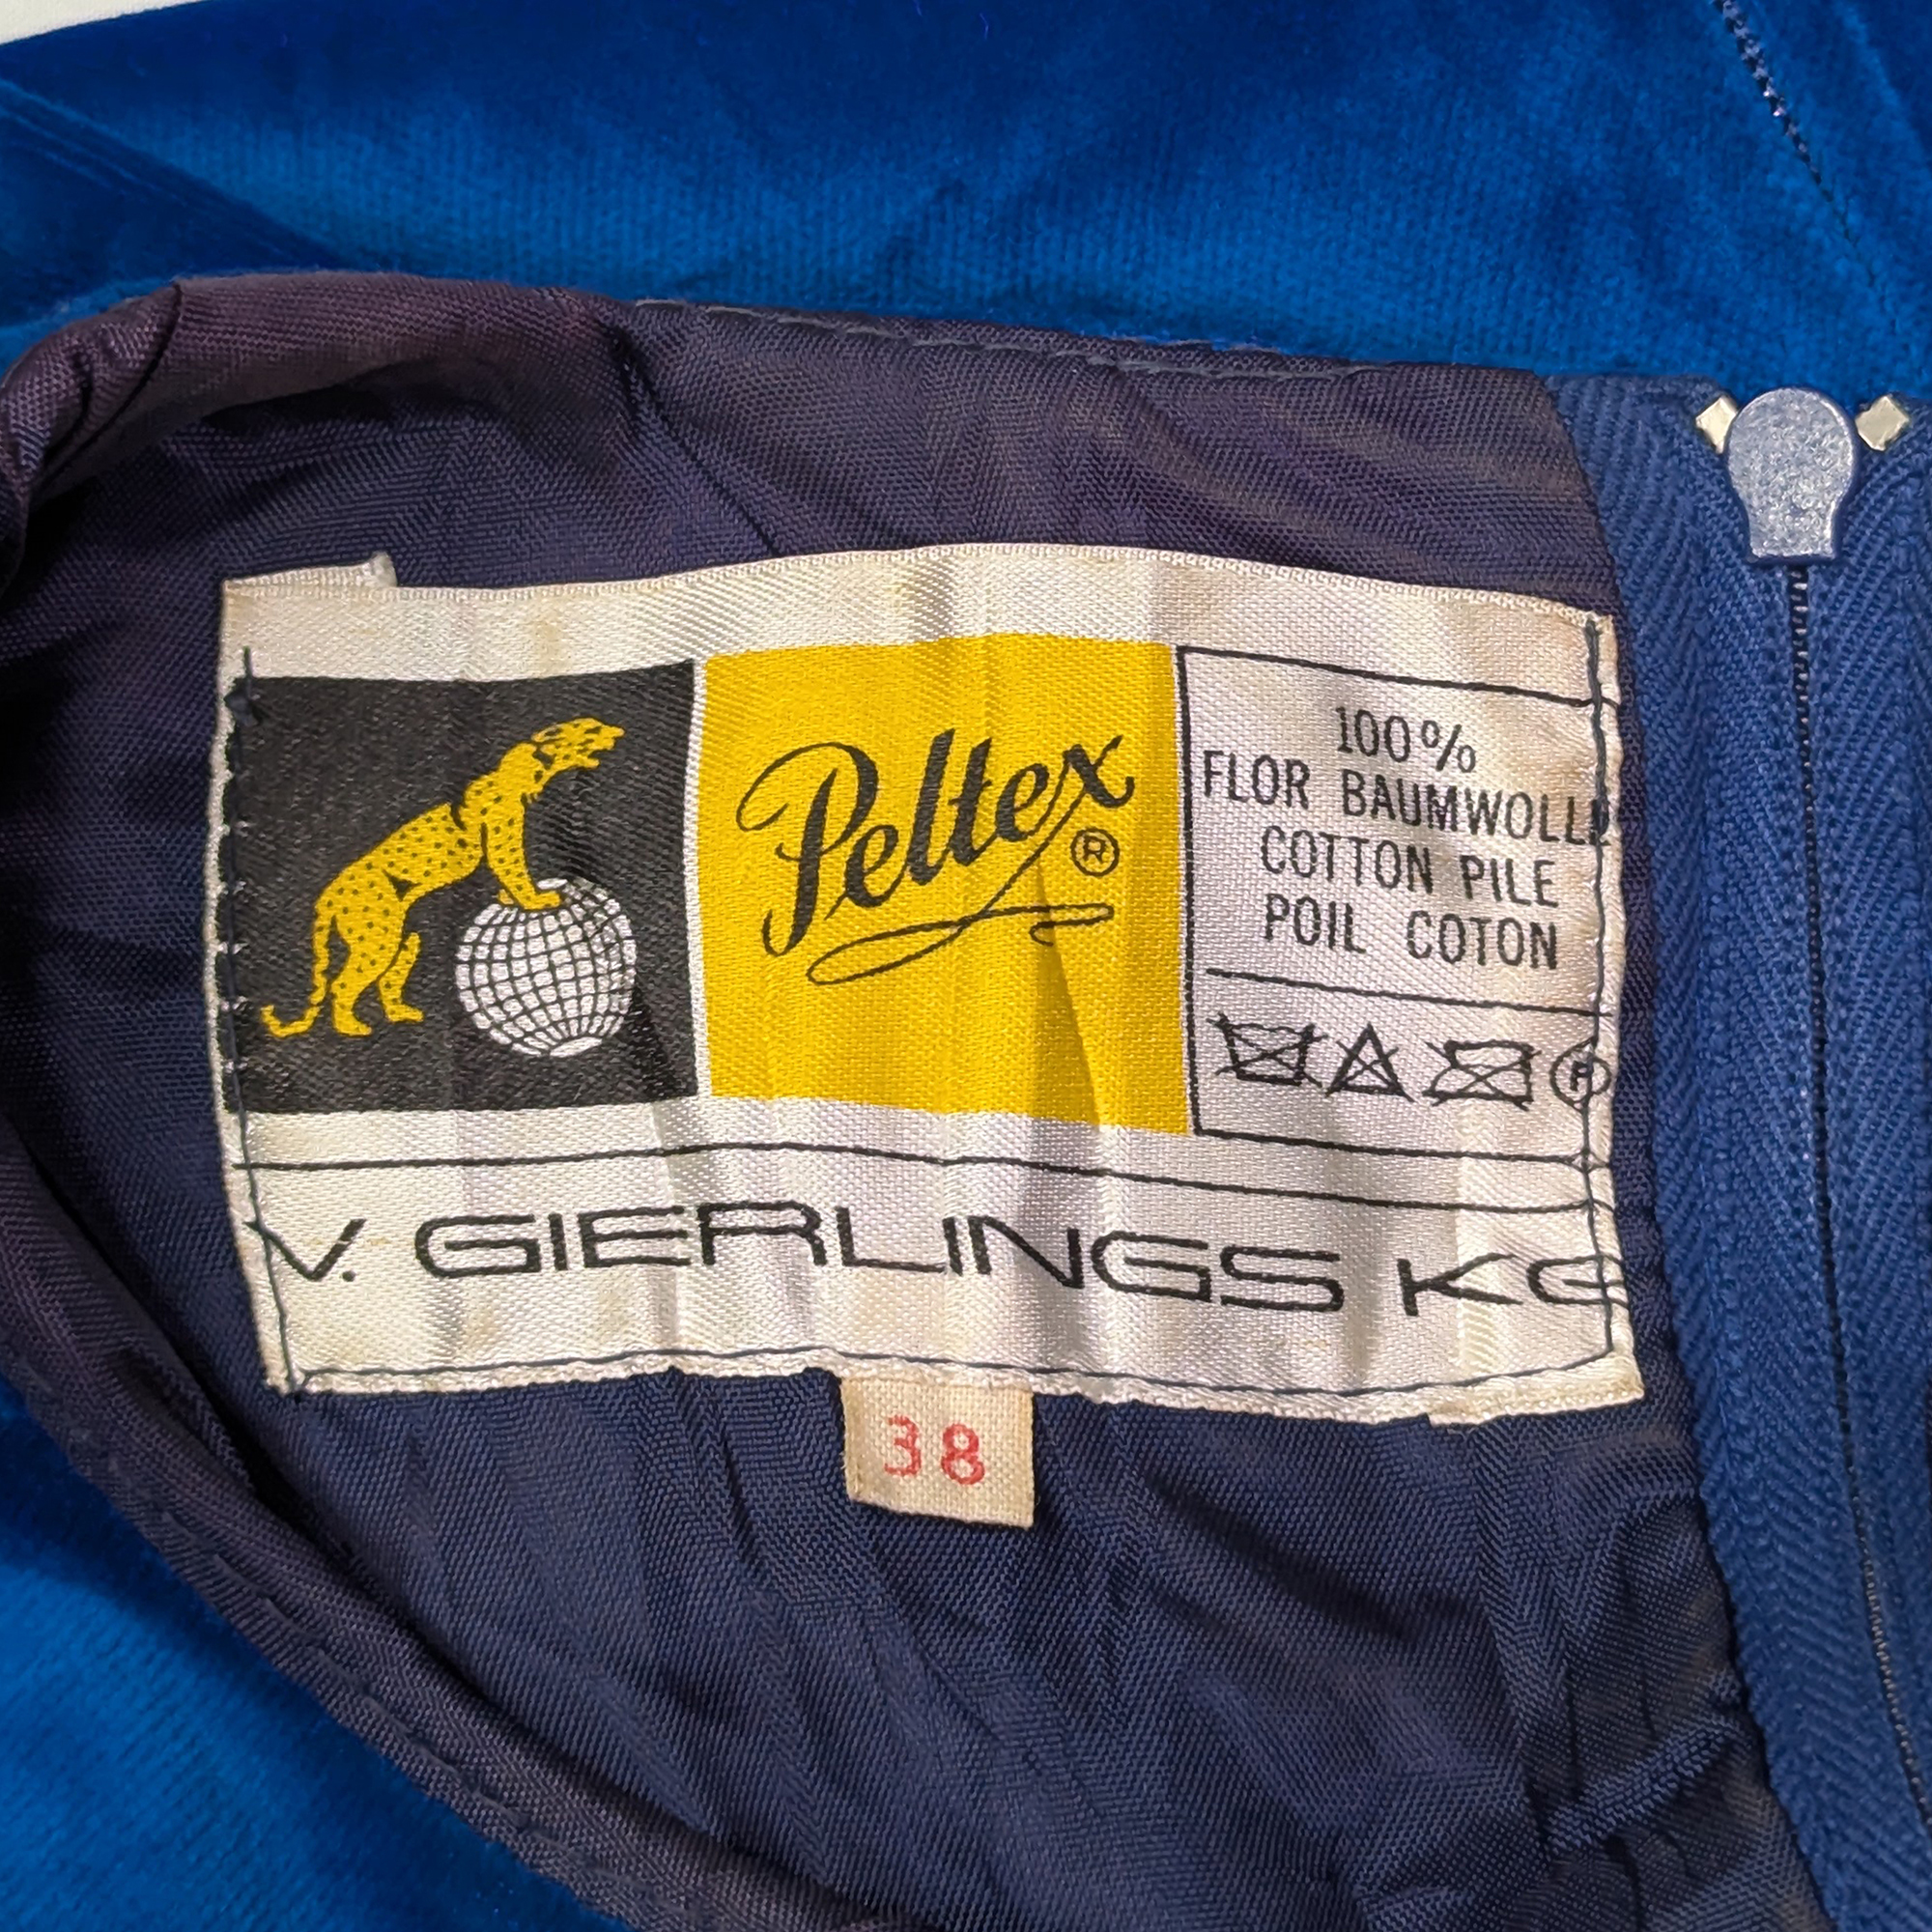 Peltex ®
100%
FLOR BAUMWOLLE
COTTON PILE
POIL COTON
P
V. GIERLINGS KG
38